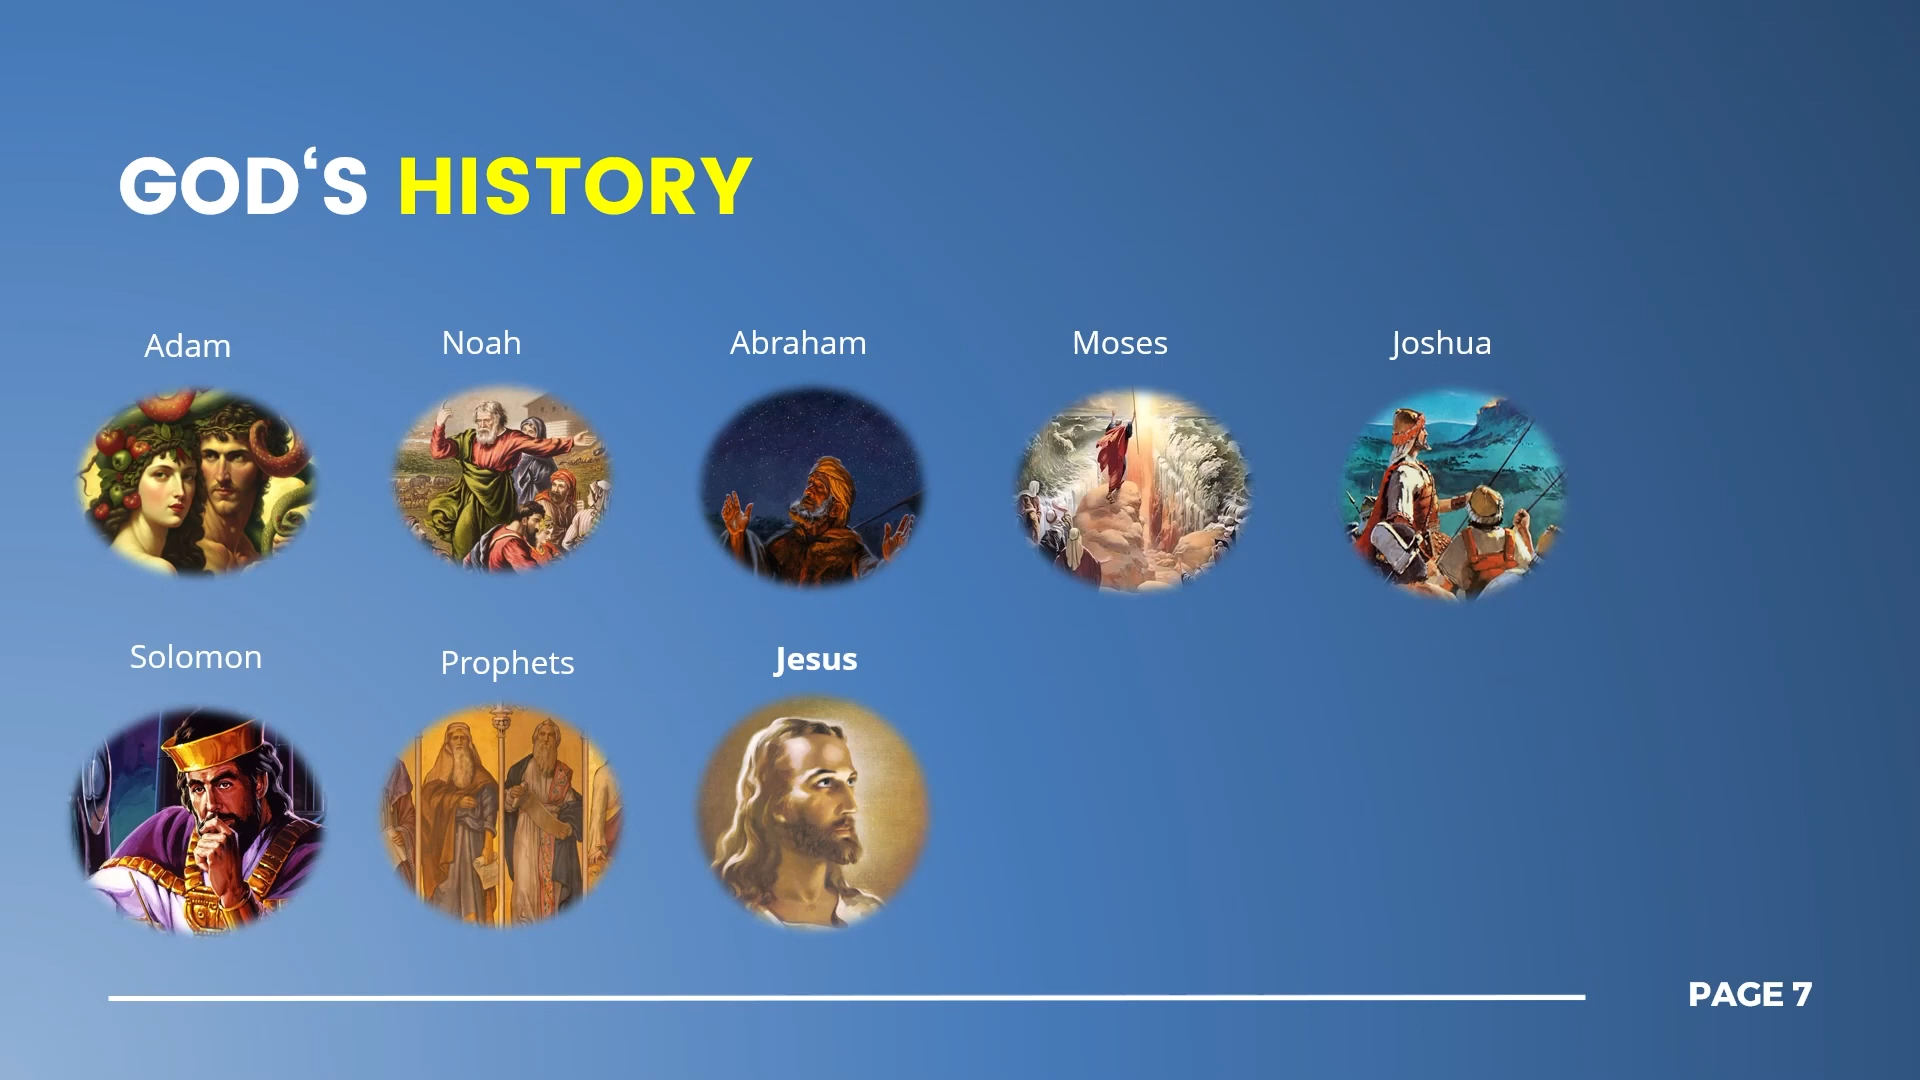 GOD‘S HISTORY
Adam
Noah
Abraham
Moses
Joshua
Solomon
Prophets
Jesus
PAGE 7